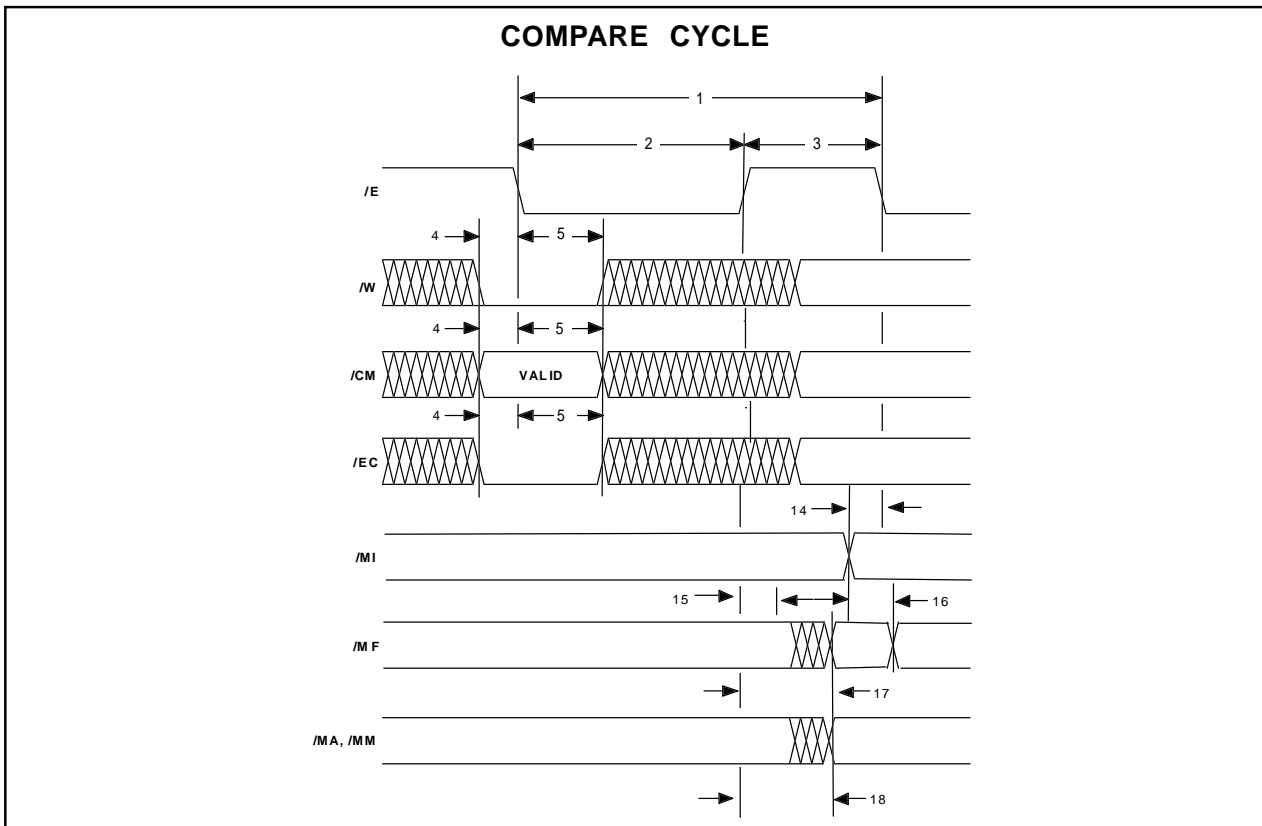 COMPARE CYCLE
1
2 3
/E
4 5
/W
4 5
/CM VALID
4 5
/EC
14
/MI
15 16
/MF
17
/MA, /MM
18